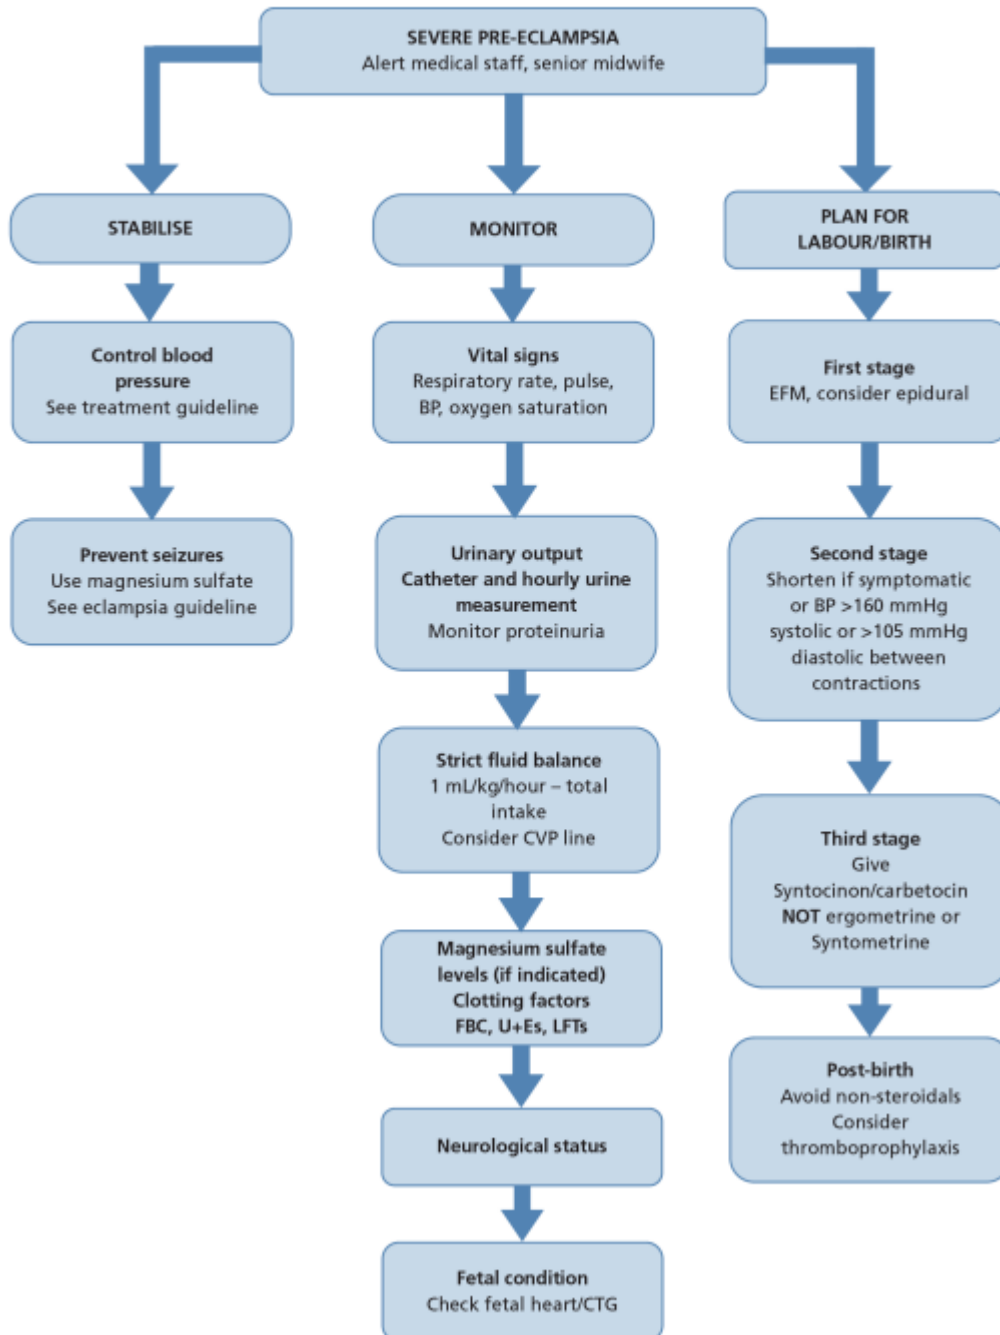 SEVERE PRE-ECLAMPSIA
Alert medical staff, senior midwife
STABILISE
Control blood
pressure
See treatment guideline
Prevent seizures
Use magnesium sulfate
See eclampsia guideline
MONITOR
Vital signs
Respiratory rate, pulse,
BP, oxygen saturation
Urinary output
Catheter and hourly urine
measurement
Monitor proteinuria
Strict fluid balance
1 mL/kg/hour – total
intake
Consider CVP line
Magnesium sulfate
levels (if indicated)
Clotting factors
FBC, U+Es, LFTs
Neurological status
Fetal condition
Check fetal heart/CTG
PLAN FOR
LABOUR/BIRTH
First stage
EFM, consider epidural
Second stage
Shorten if symptomatic
or BP >160 mmHg
systolic or >105 mmHg
diastolic between
contractions
Third stage
Give
Syntocinon/carbetocin
NOT ergometrine or
Syntometrine
Post-birth
Avoid non-steroidals
Consider
thromboprophylaxis